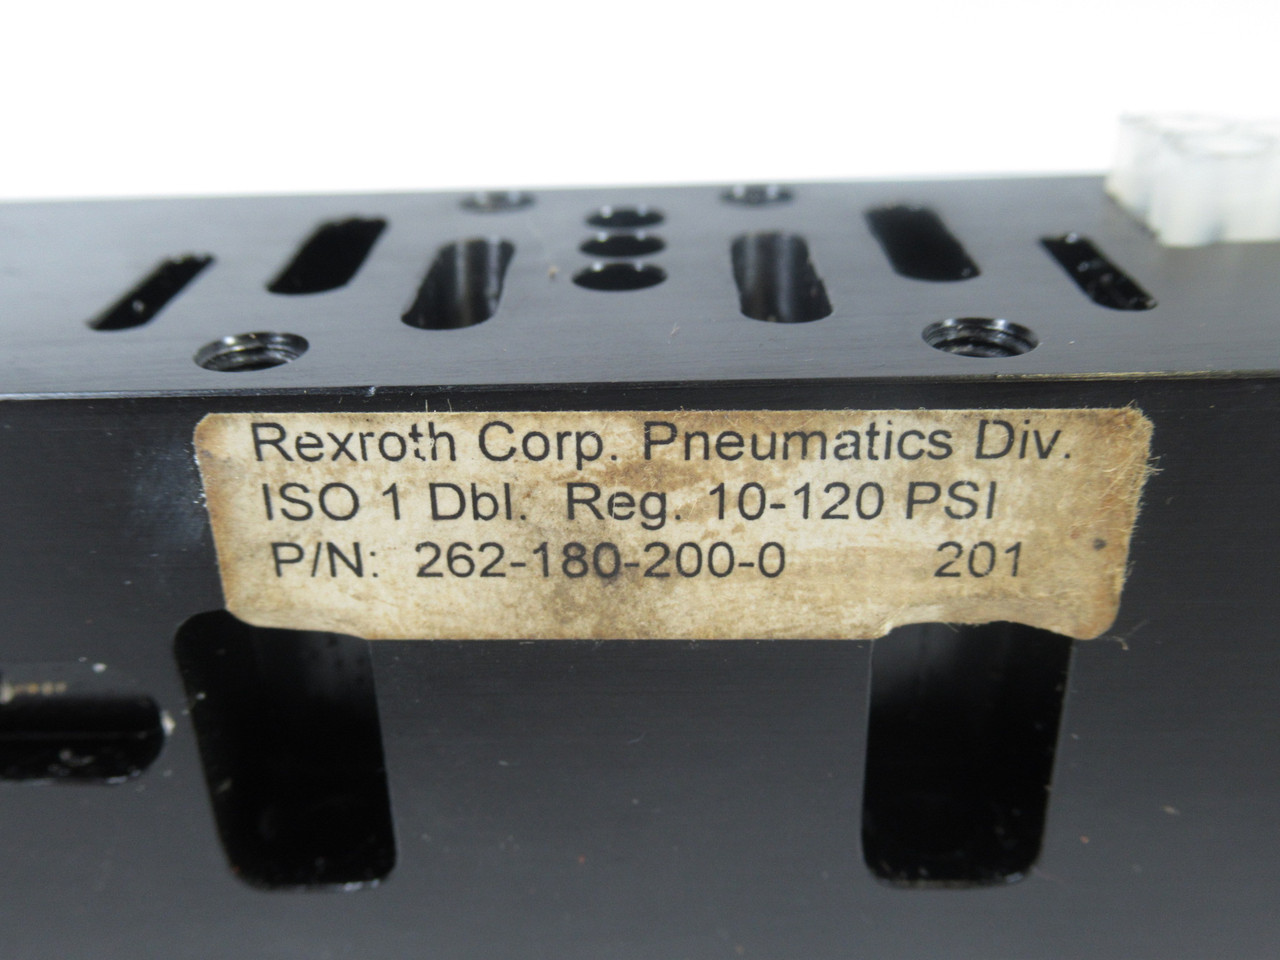 Rexroth Corp. Pneumatics Div.
ISO 1 Dbl. Reg. 10-120 PSI
P/N: 262-180-200-0 201